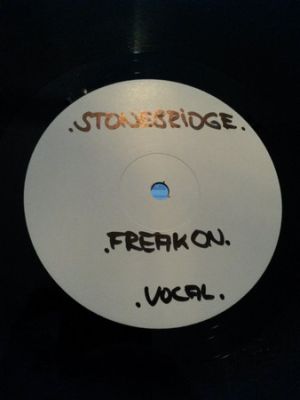 .STONEBRIDGE.
.FREAK ON.
.VOCAL.